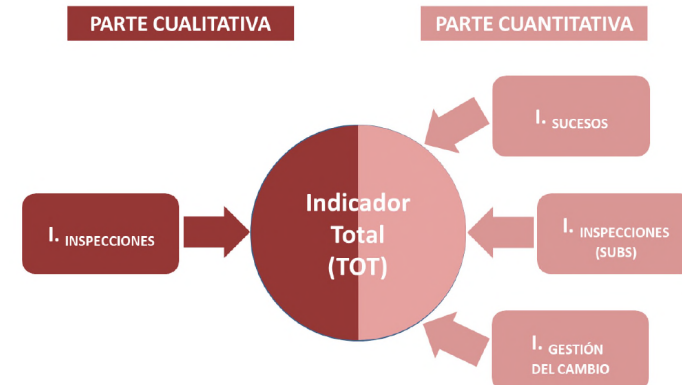 PARTE CUALITATIVA
PARTE CUANTITATIVA
I. SUCESOS
I. INSPECCIONES
Indicador
Total
(TOT)
I. INSPECCIONES
(SUBS)
I. GESTIÓN
DEL CAMBIO